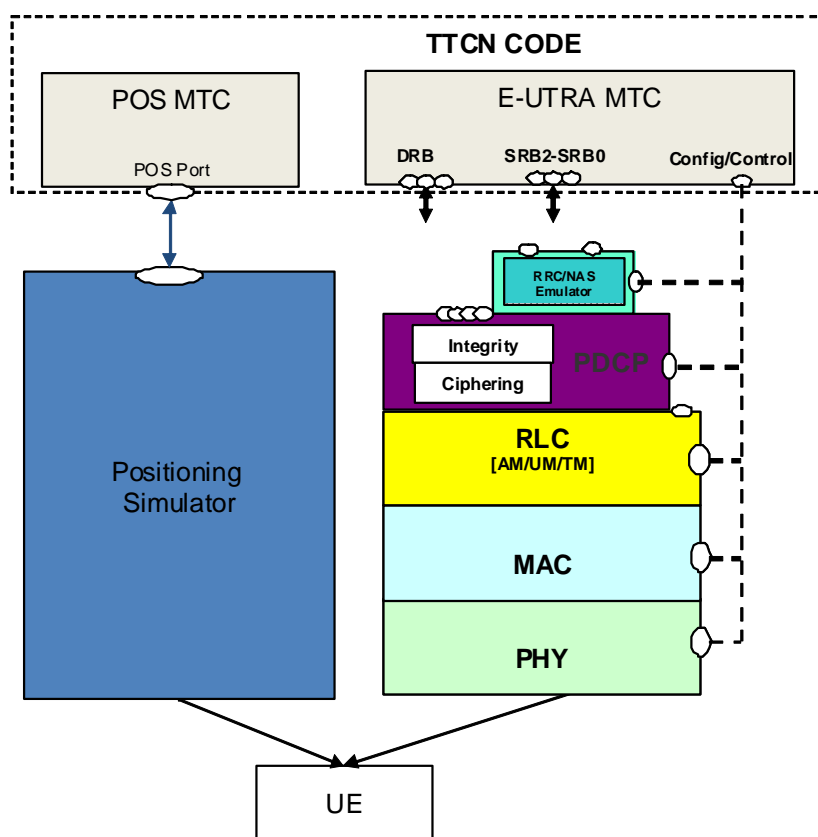 TTCN CODE
POS MTC
E-UTRA MTC
DRB
SRB2-SRB0
Config/Control
POS Port
RRC/NAS
Emulator
Integrity
PDCP
Ciphering
RLC
[AM/UM/TM]
Positioning
Simulator
MAC
PHY
UE